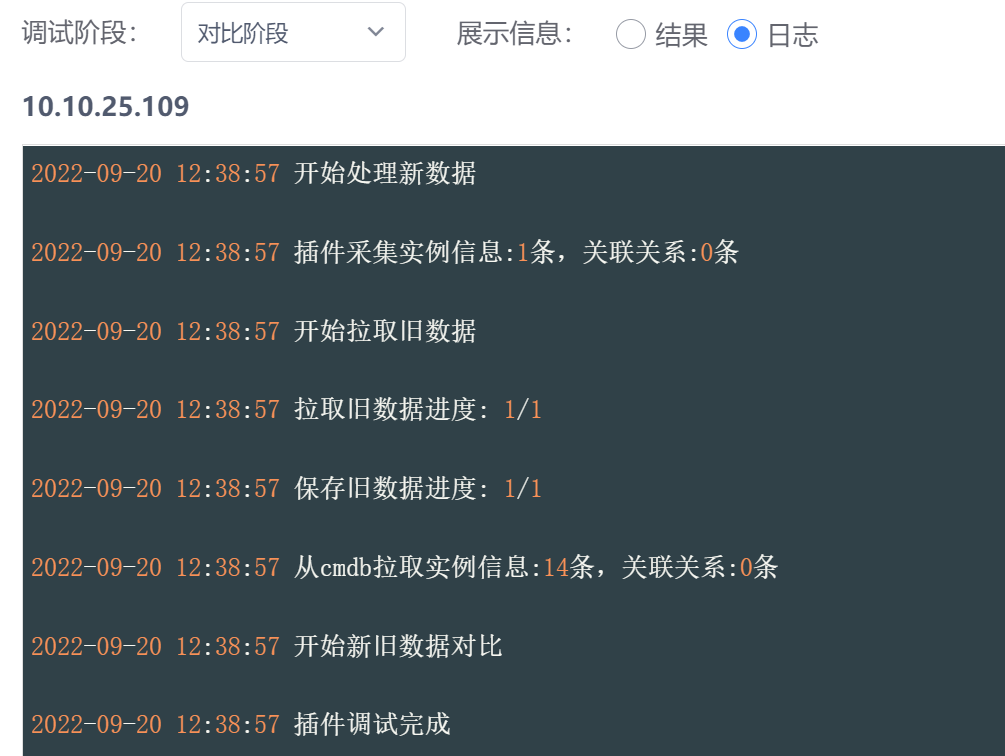 调试阶段： 对比阶段 展示信息： 结果 日志
10.10.25.109
2022-09-20 12:38:57 开始处理新数据
2022-09-20 12:38:57 插件采集实例信息:1条，关联关系:0条
2022-09-20 12:38:57 开始拉取旧数据
2022-09-20 12:38:57 拉取旧数据进度: 1/1
2022-09-20 12:38:57 保存旧数据进度: 1/1
2022-09-20 12:38:57 从cmdb拉取实例信息:14条，关联关系:0条
2022-09-20 12:38:57 开始新旧数据对比
2022-09-20 12:38:57 插件调试完成